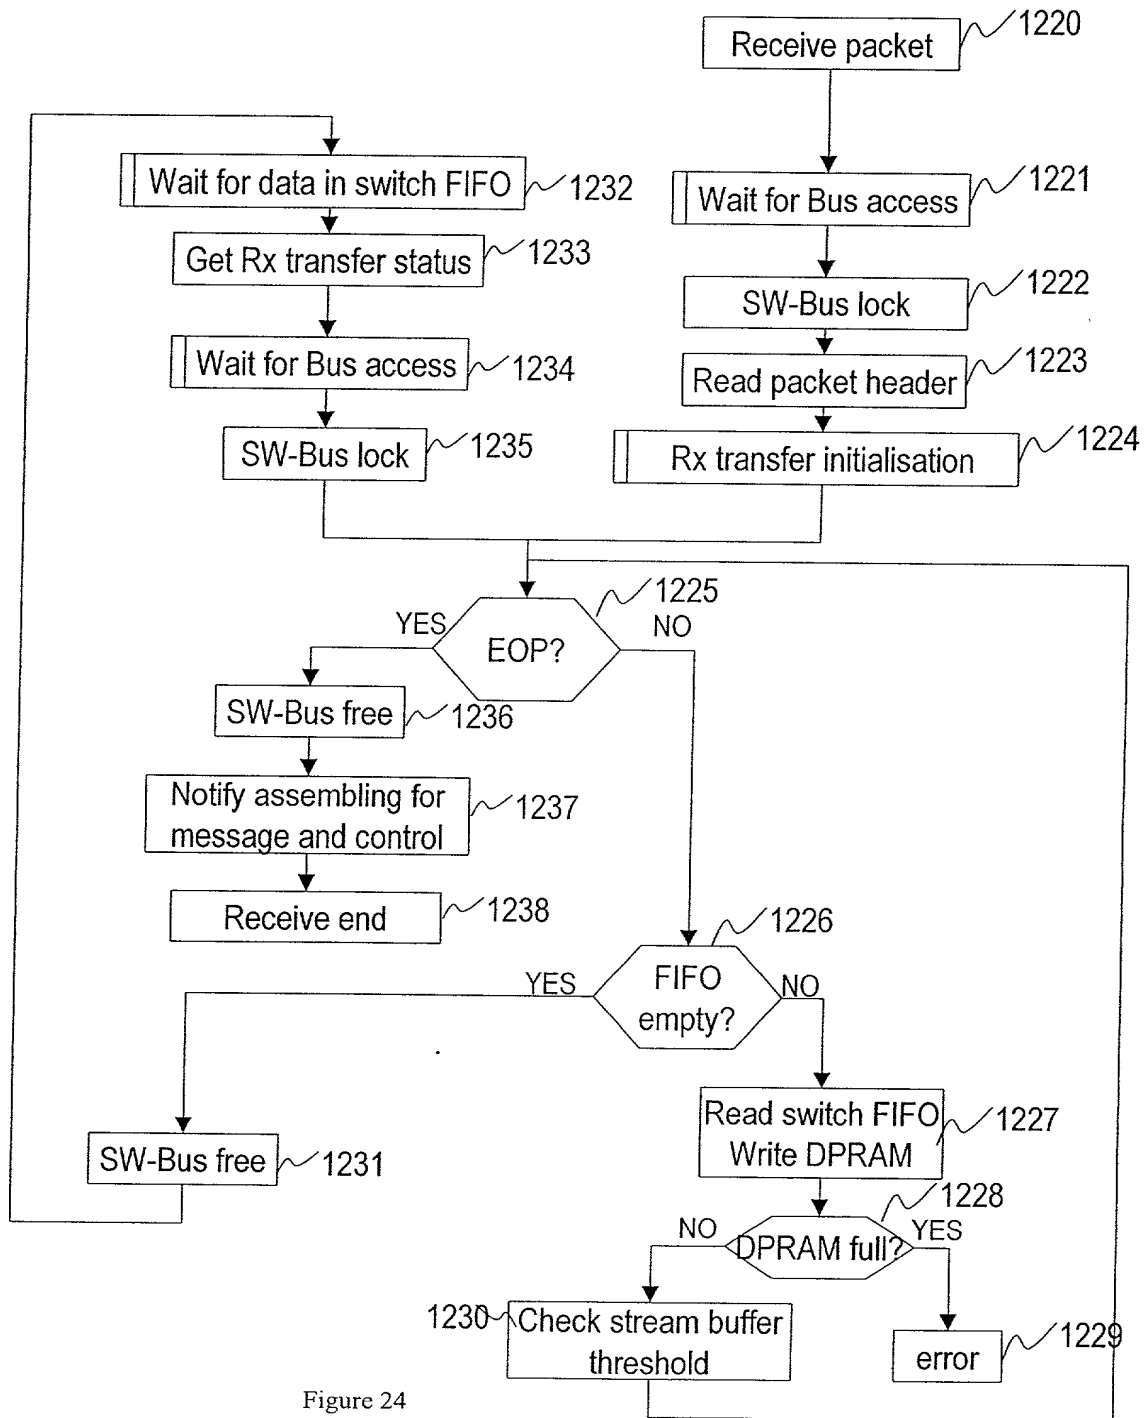 Receive packet
1220
Wait for data in switch FIFO
1232
Wait for Bus access
1221
Get Rx transfer status
1233
SW-Bus lock
1222
Wait for Bus access
1234
Read packet header
1223
SW-Bus lock
1235
Rx transfer initialisation
1224
EOP?
1225
YES
NO
SW-Bus free
1236
Notify assembling for
message and control
1237
Receive end
1238
FIFO
empty?
1226
YES
NO
Read switch FIFO
Write DPRAM
1227
SW-Bus free
1231
DPRAM full?
1228
NO
YES
1230
Check stream buffer
threshold
error
1229
Figure 24